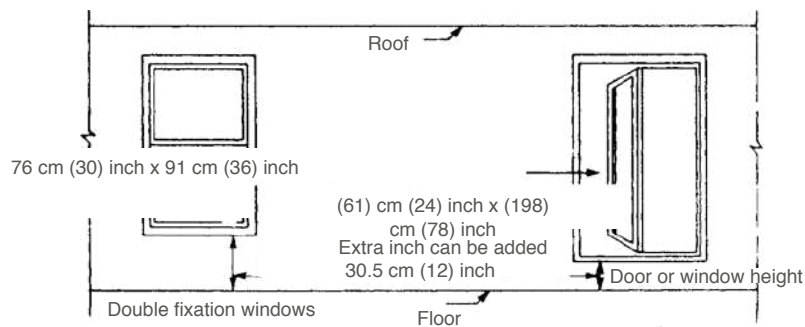 Roof
76 cm (30) inch x 91 cm (36) inch
(61) cm (24) inch x (198)
cm (78) inch
Extra inch can be added
30.5 cm (12) inch
Door or window height
Double fixation windows
Floor